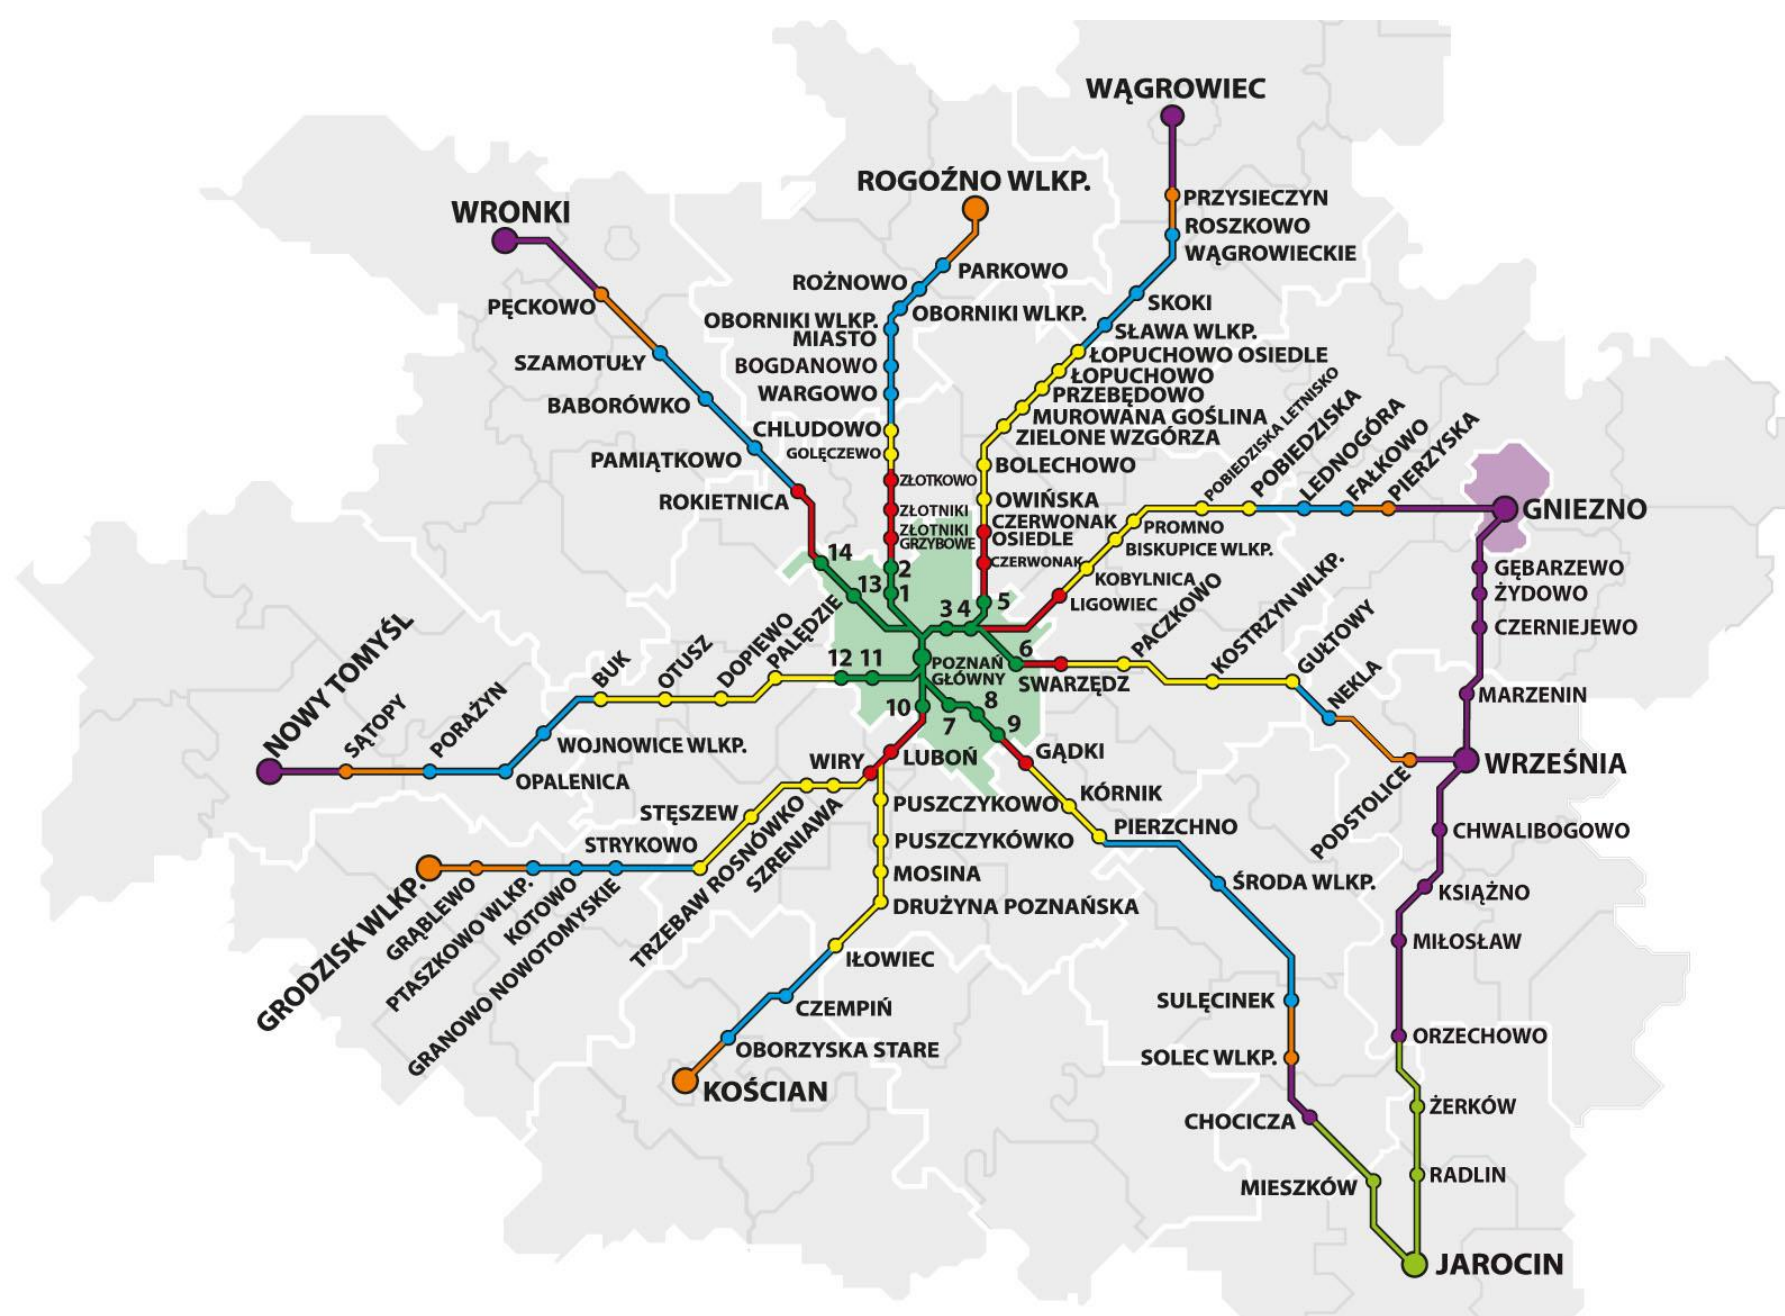 WĄGROWIEC
PRZYSIECZYN
ROSZKOWO
WĄGROWIECKIE
SKOKI
SŁAWA WLKP.
ŁOPUCHOWO OSIEDLE
ŁOPUCHOWO
PRZEBĘDOWO
MUROWANA GOŚLINA
ZIELONE WZGÓRZA
BOLECHOWO
OWIŃSKA
CZERWONAK
OSIEDLE
CZERWONAK
ROGOŹNO WLKP.
PARKOWO
ROŻNOWO
OBORNIKI WLKP.
OBORNIKI WLKP.
MIASTO
BOGDANOWO
WARGOWO
CHLUDOWO
GOLĘCZEWO
ZŁOTKOWO
ZŁOTNIKI
ZŁOTNIKI
GRZYBOWE
WRONKI
PĘCKOWO
SZAMOTUŁY
BABORÓWKO
PAMIĄTKOWO
ROKIETNICA
14
13
2
1
3
4
5
6
POZNAŃ
GŁÓWNY
12
11
10
7
8
9
POBIEDZISKA LETNISKO
POBIEDZISKA
LEDNOGÓRA
FAŁKOWO
PIERZYSKA
GNIEZNO
PROMNO
BISKUPICE WLKP.
KOBYLNICA
LIGOWIEC
GĘBARZEWO
ŻYDOWO
CZERNIEJEWO
MARZENIN
WRZEŚNIA
SWARZĘDZ
PACZKOWO
KOSTRZYN WLKP.
GUŁTOWY
NEKLA
PODSTOLICE
CHWALIBOGOWO
KSIĄŻNO
MIŁOSŁAW
ORZECHOWO
ŻERKÓW
RADLIN
JAROCIN
NOWY TOMYŚL
SĄTOPY
PORAŻYN
OPALENICA
WOJNOWICE WLKP.
BUK
OTUSZ
DOPIEWO
PALĘDZIE
WIRY
LUBOŃ
GĄDKI
KÓRNIK
PIERZCHNO
ŚRODA WLKP.
SULĘCINEK
SOLEC WLKP.
CHOCICZA
MIESZKÓW
PUSZCZYKOWO
PUSZCZYKÓWKO
MOSINA
DRUŻYNA POZNAŃSKA
IŁOWIEC
CZEMPIŃ
OBORZYSKA STARE
KOŚCIAN
STĘSZEW
STRYKOWO
GRODZISK WLKP.
GRĄBLEWO
PTASZKOWO WLKP.
KOTOWO
GRANOWO NOWOTOMYSKIE
TRZEBAW ROSNÓWKO
SZRENIAWA